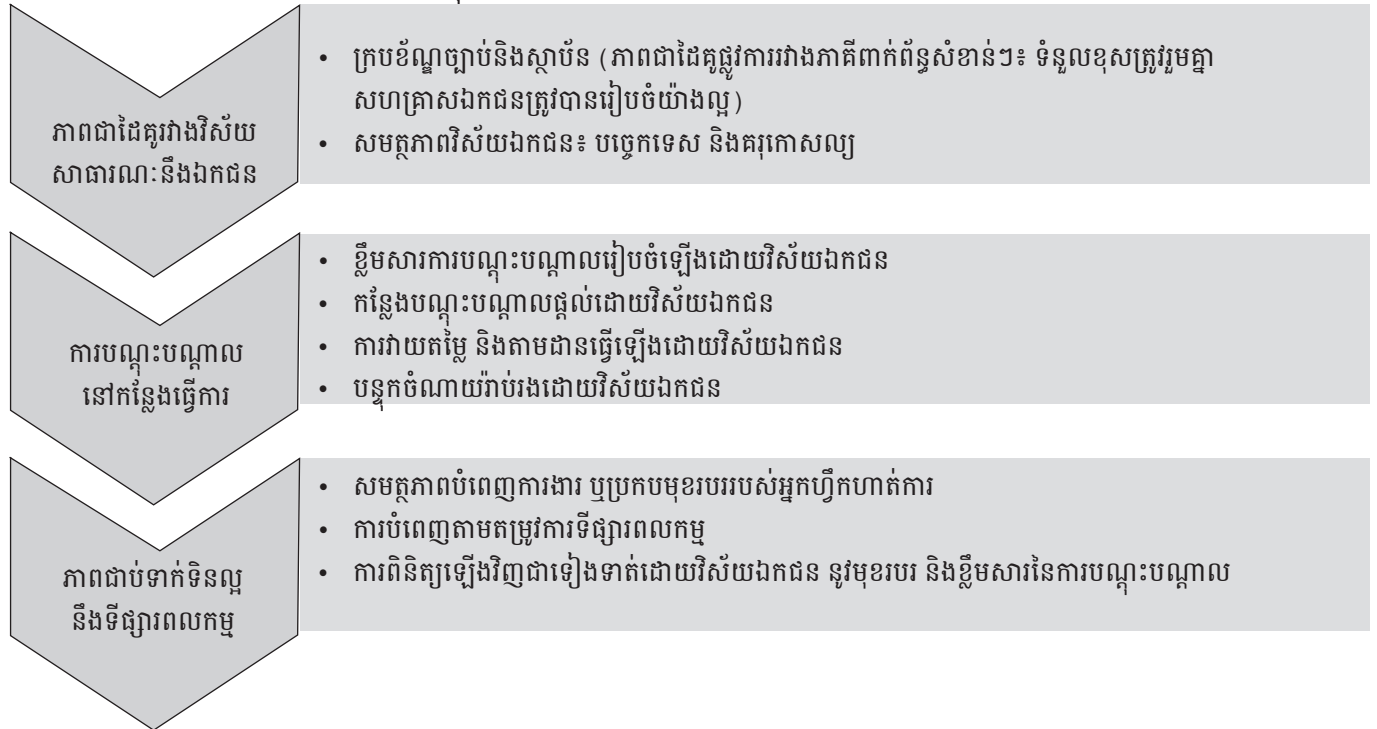 ភាពជាដៃគូរវាងវិស័យ
សាធារណៈនឹងឯកជន
• ក្របខ័ណ្ឌច្បាប់និងស្ថាប័ន (ភាពជាដៃគូផ្លូវការរវាងភាគីពាក់ព័ន្ធសំខាន់ៗ៖ ទំនួលខុសត្រូវរួមគ្នា
សហគ្រាសឯកជនត្រូវបានរៀបចំយ៉ាងល្អ)
• សមត្ថភាពវិស័យឯកជន៖ បច្ចេកទេស និងគរុកោសល្យ
ការបណ្តុះបណ្តាល
នៅកន្លែងធ្វើការ
• ខ្លឹមសារការបណ្តុះបណ្តាលរៀបចំឡើងដោយវិស័យឯកជន
• កន្លែងបណ្តុះបណ្តាលផ្តល់ដោយវិស័យឯកជន
• ការវាយតម្លៃ និងតាមដានធ្វើឡើងដោយវិស័យឯកជន
• បន្ទុកចំណាយរ៉ាប់រងដោយវិស័យឯកជន
ភាពជាប់ទាក់ទិនល្អ
នឹងទីផ្សារពលកម្ម
• សមត្ថភាពបំពេញការងារ ឬប្រកបមុខរបររបស់អ្នកហ្វឹកហាត់ការ
• ការបំពេញតាមតម្រូវការទីផ្សារពលកម្ម
• ការពិនិត្យឡើងវិញជាទៀងទាត់ដោយវិស័យឯកជន នូវមុខរបរ និងខ្លឹមសារនៃការបណ្តុះបណ្តាល